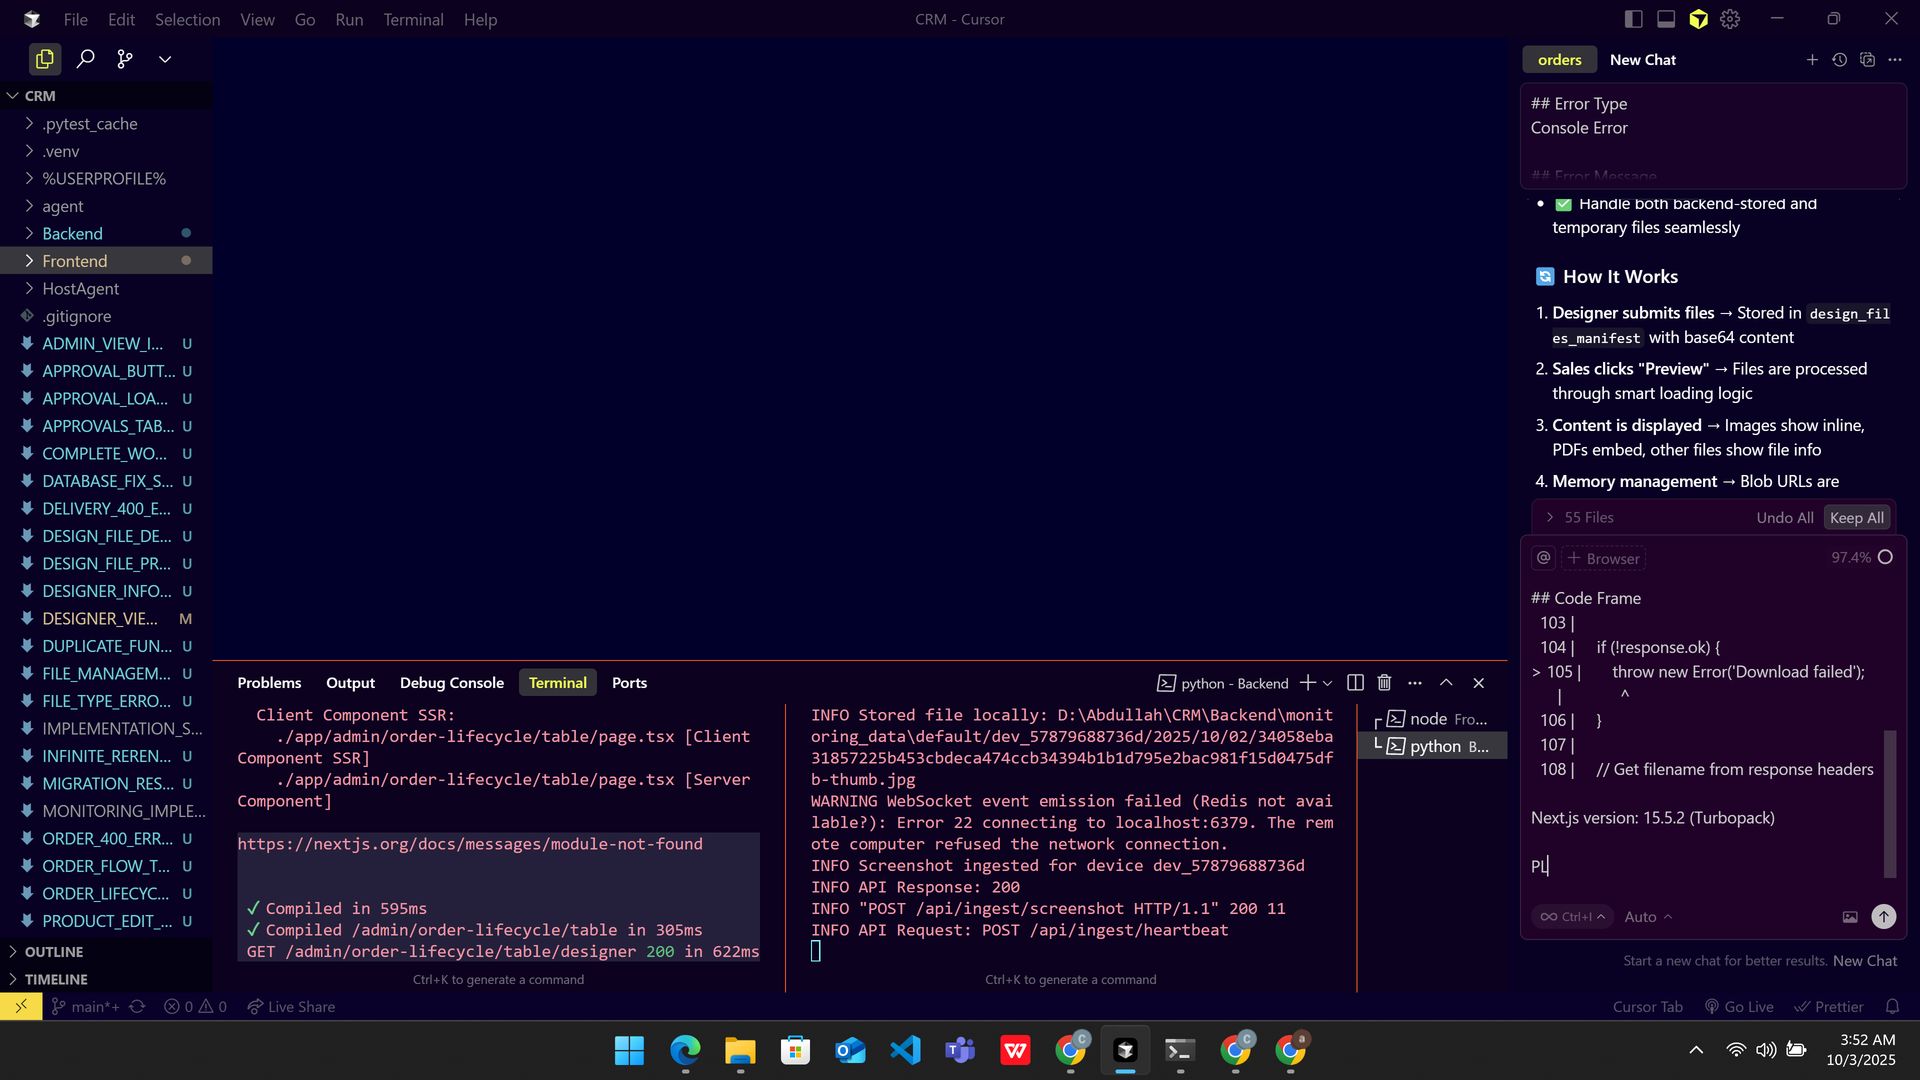 File Edit Selection View Go Run Terminal Help
CRM - Cursor
CRM
.pytest_cache
.venv
%USERPROFILE%
agent
Backend
Frontend
HostAgent
.gitignore
ADMIN_VIEW_I... U
APPROVAL_BUTT... U
APPROVAL_LOA... U
APPROVALS_TAB... U
COMPLETE_WO... U
DATABASE_FIX_S... U
DELIVERY_400_E... U
DESIGN_FILE_DE... U
DESIGN_FILE_PR... U
DESIGNER_INFO... U
DESIGNER_VIE... M
DUPLICATE_FUN... U
FILE_MANAGEM... U
FILE_TYPE_ERRO... U
IMPLEMENTATION_S...
INFINITE_REREN... U
MIGRATION_RES... U
MONITORING_IMPLE...
ORDER_400_ERR... U
ORDER_FLOW_T... U
ORDER_LIFECYC... U
PRODUCT_EDIT_... U
OUTLINE
TIMELINE
Problems Output Debug Console Terminal Ports
python - Backend
Client Component SSR:
./app/admin/order-lifecycle/table/page.tsx [Client
Component SSR]
./app/admin/order-lifecycle/table/page.tsx [Server
Component]
https://nextjs.org/docs/messages/module-not-found
✓ Compiled in 595ms
✓ Compiled /admin/order-lifecycle/table in 305ms
GET /admin/order-lifecycle/table/designer 200 in 622ms
Ctrl+K to generate a command
INFO Stored file locally: D:\Abdullah\CRM\Backend\monit
oring_data\default/dev_57879688736d/2025/10/02/34058eba
31857225b453cbdeca474ccb34394b1b1d795e2bac981f15d0475df
b-thumb.jpg
WARNING WebSocket event emission failed (Redis not avai
lable?): Error 22 connecting to localhost:6379. The rem
ote computer refused the network connection.
INFO Screenshot ingested for device dev_57879688736d
INFO API Response: 200
INFO "POST /api/ingest/screenshot HTTP/1.1" 200 11
INFO API Request: POST /api/ingest/heartbeat
Ctrl+K to generate a command
node Fro...
python B...
orders New Chat
## Error Type
Console Error
## Error Message
• ✅ Handle both backend-stored and
temporary files seamlessly
🔄 How It Works
1. Designer submits files → Stored in design_fil
es_manifest with base64 content
2. Sales clicks "Preview" → Files are processed
through smart loading logic
3. Content is displayed → Images show inline,
PDFs embed, other files show file info
4. Memory management → Blob URLs are
55 Files Undo All Keep All
@ + Browser 97.4%
## Code Frame
103 |
104 | if (!response.ok) {
> 105 | throw new Error('Download failed');
| ^
106 | }
107 |
108 | // Get filename from response headers
Next.js version: 15.5.2 (Turbopack)
PL
∞ Ctrl+I Auto
Start a new chat for better results. New Chat
main*+ 0 0 Live Share
Cursor Tab Go Live Prettier
3:52 AM
10/3/2025